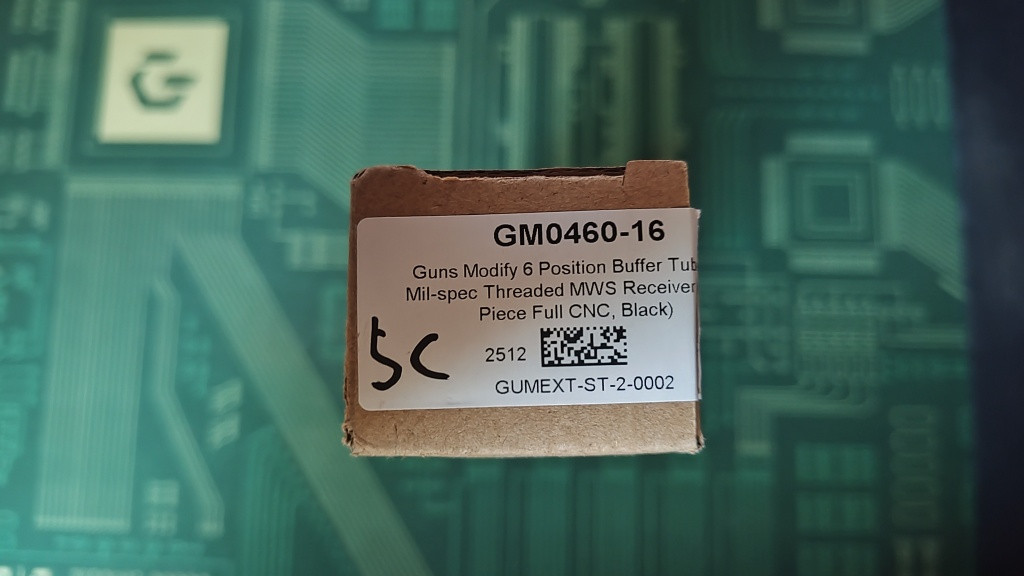 GM0460-16
Guns Modify 6 Position Buffer Tub
Mil-spec Threaded MWS Receiver
Piece Full CNC, Black)
5C
2512
GUMEXT-ST-2-0002
G